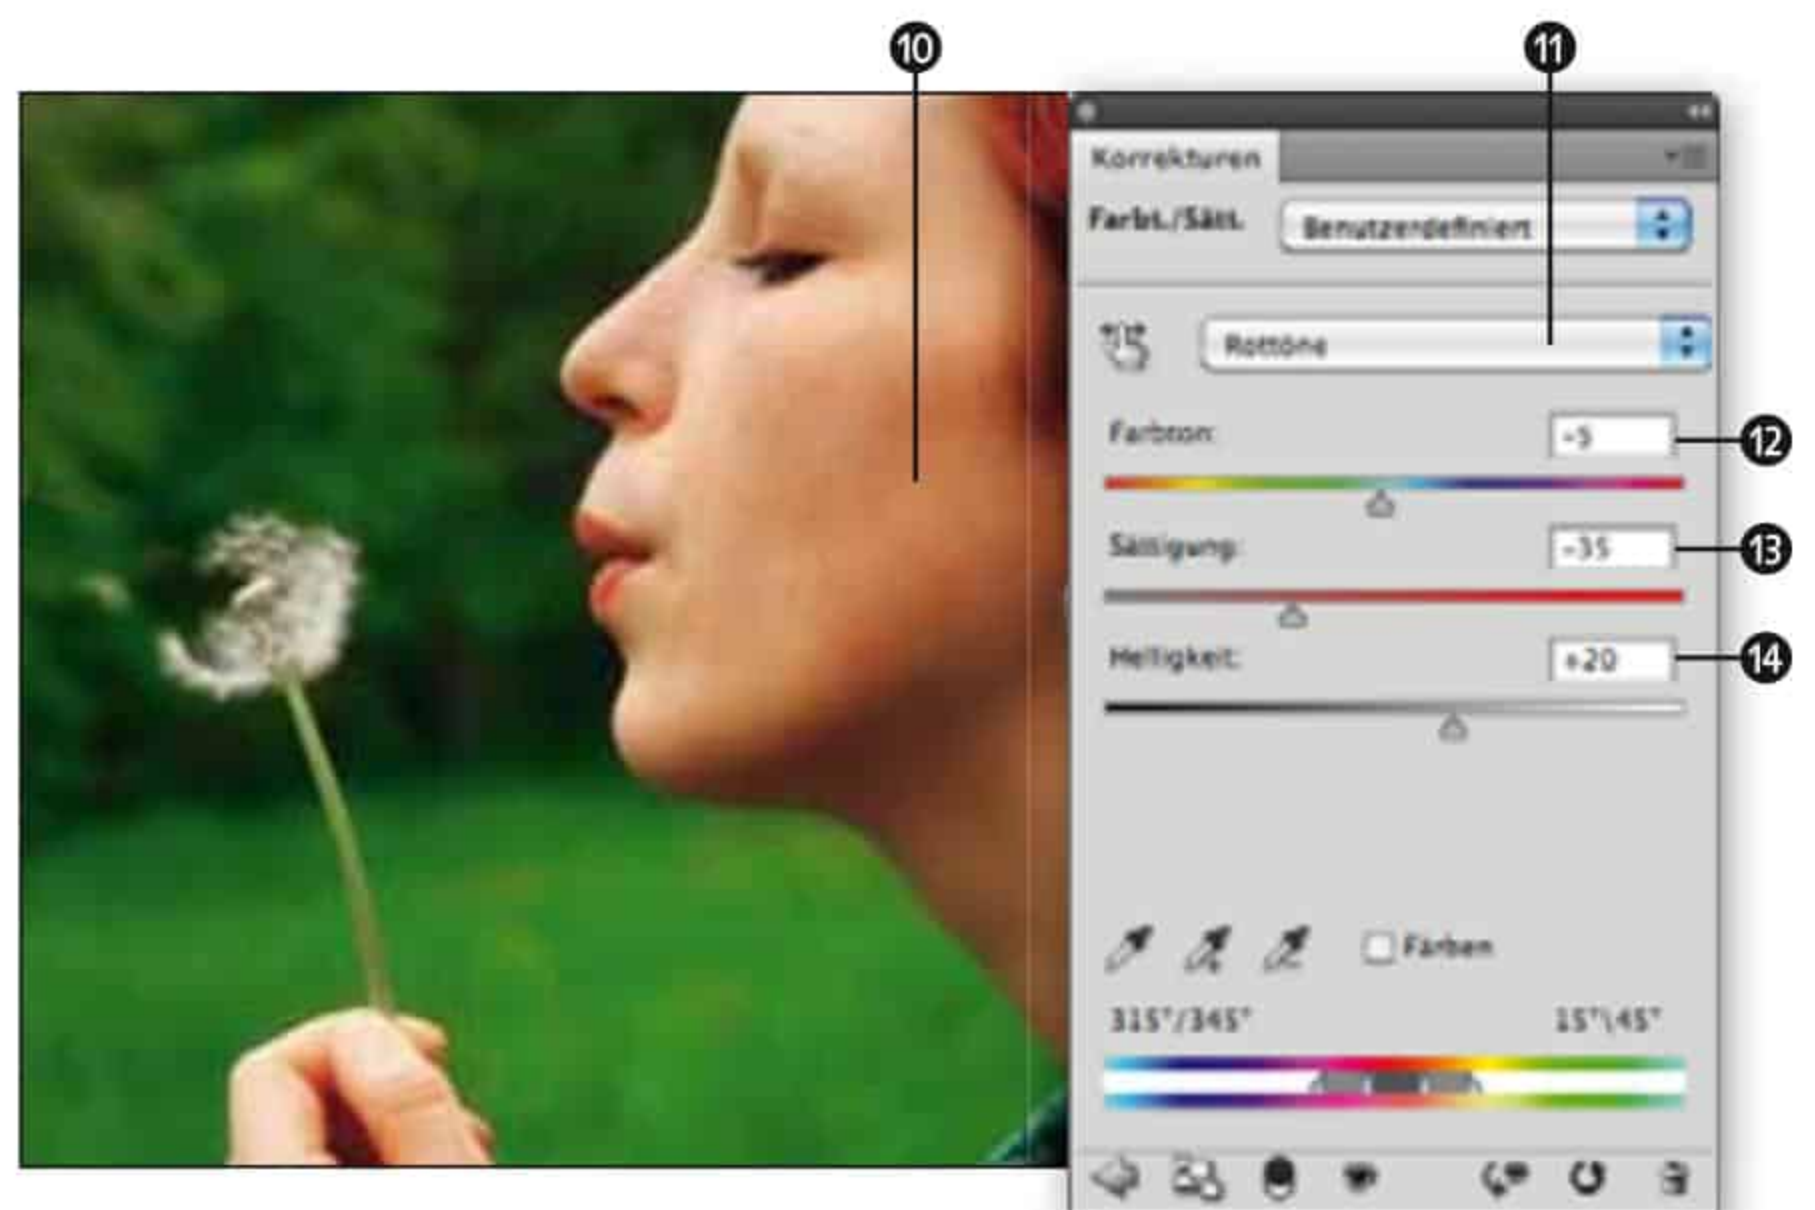 10 11
Korrekturen
Farbt./Sätt. Benutzerdefiniert
Rottöne
Farbton: -5 12
Sättigung: -35 13
Helligkeit: +20 14
Färben
315°/345° 15°\45°